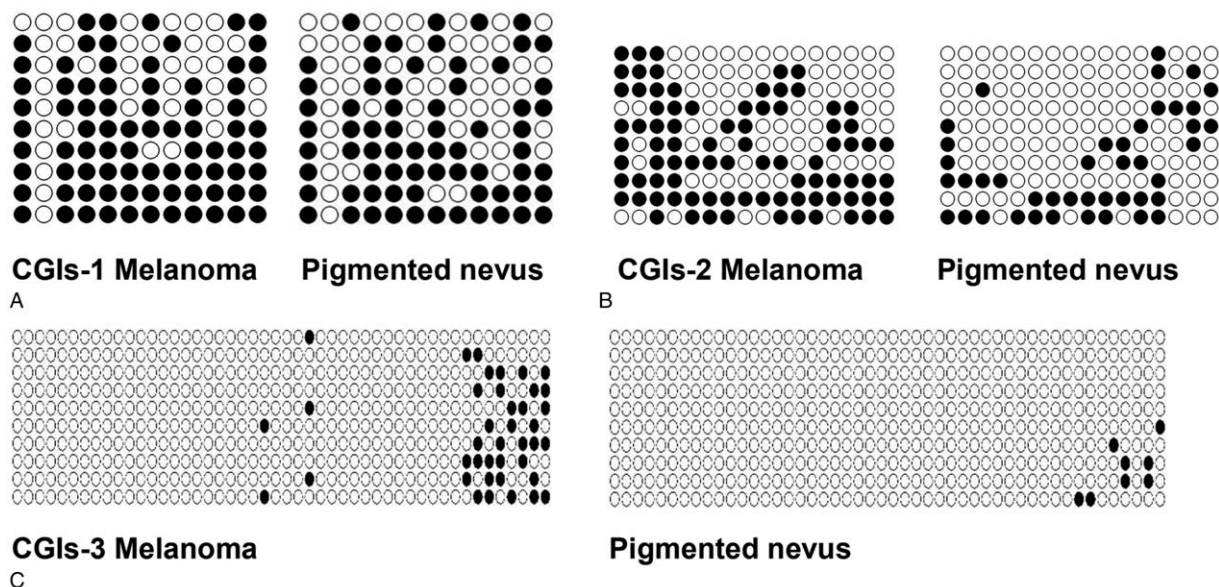 CGIs-1 Melanoma Pigmented nevus
A
CGIs-2 Melanoma Pigmented nevus
B
CGIs-3 Melanoma Pigmented nevus
C